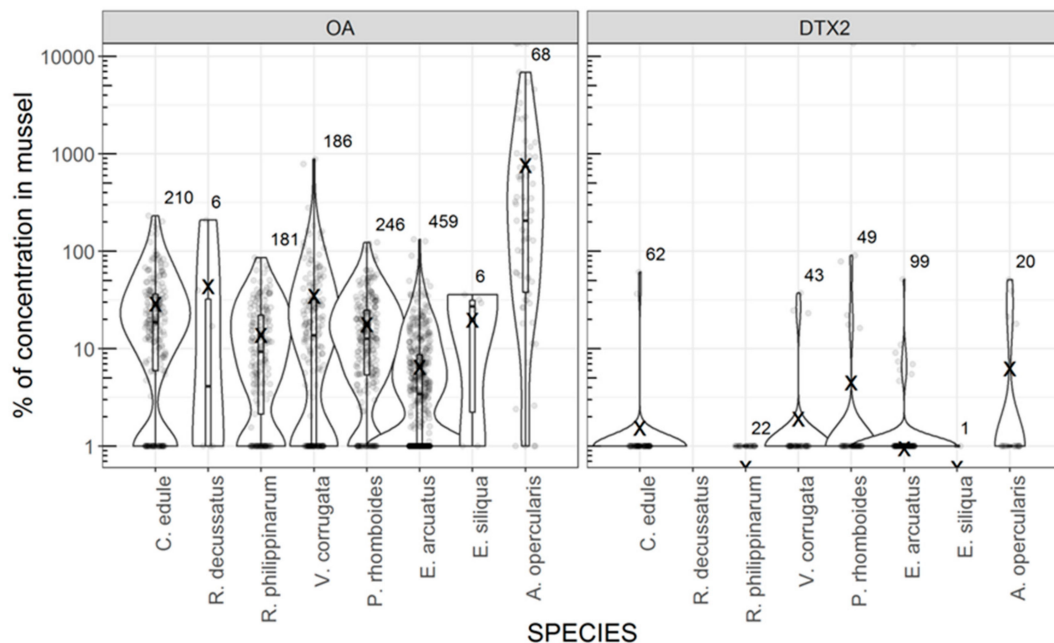 OA
DTX2
% of concentration in mussel
10000
1000
100
10
1
210
6
181
186
246
459
6
68
62
22
43
49
99
1
20
C. edule
R. decussatus
R. philippinarum
V. corrugata
P. rhomboides
E. arcuatus
E. siliqua
A. opercularis
C. edule
R. decussatus
R. philippinarum
V. corrugata
P. rhomboides
E. arcuatus
E. siliqua
A. opercularis
SPECIES